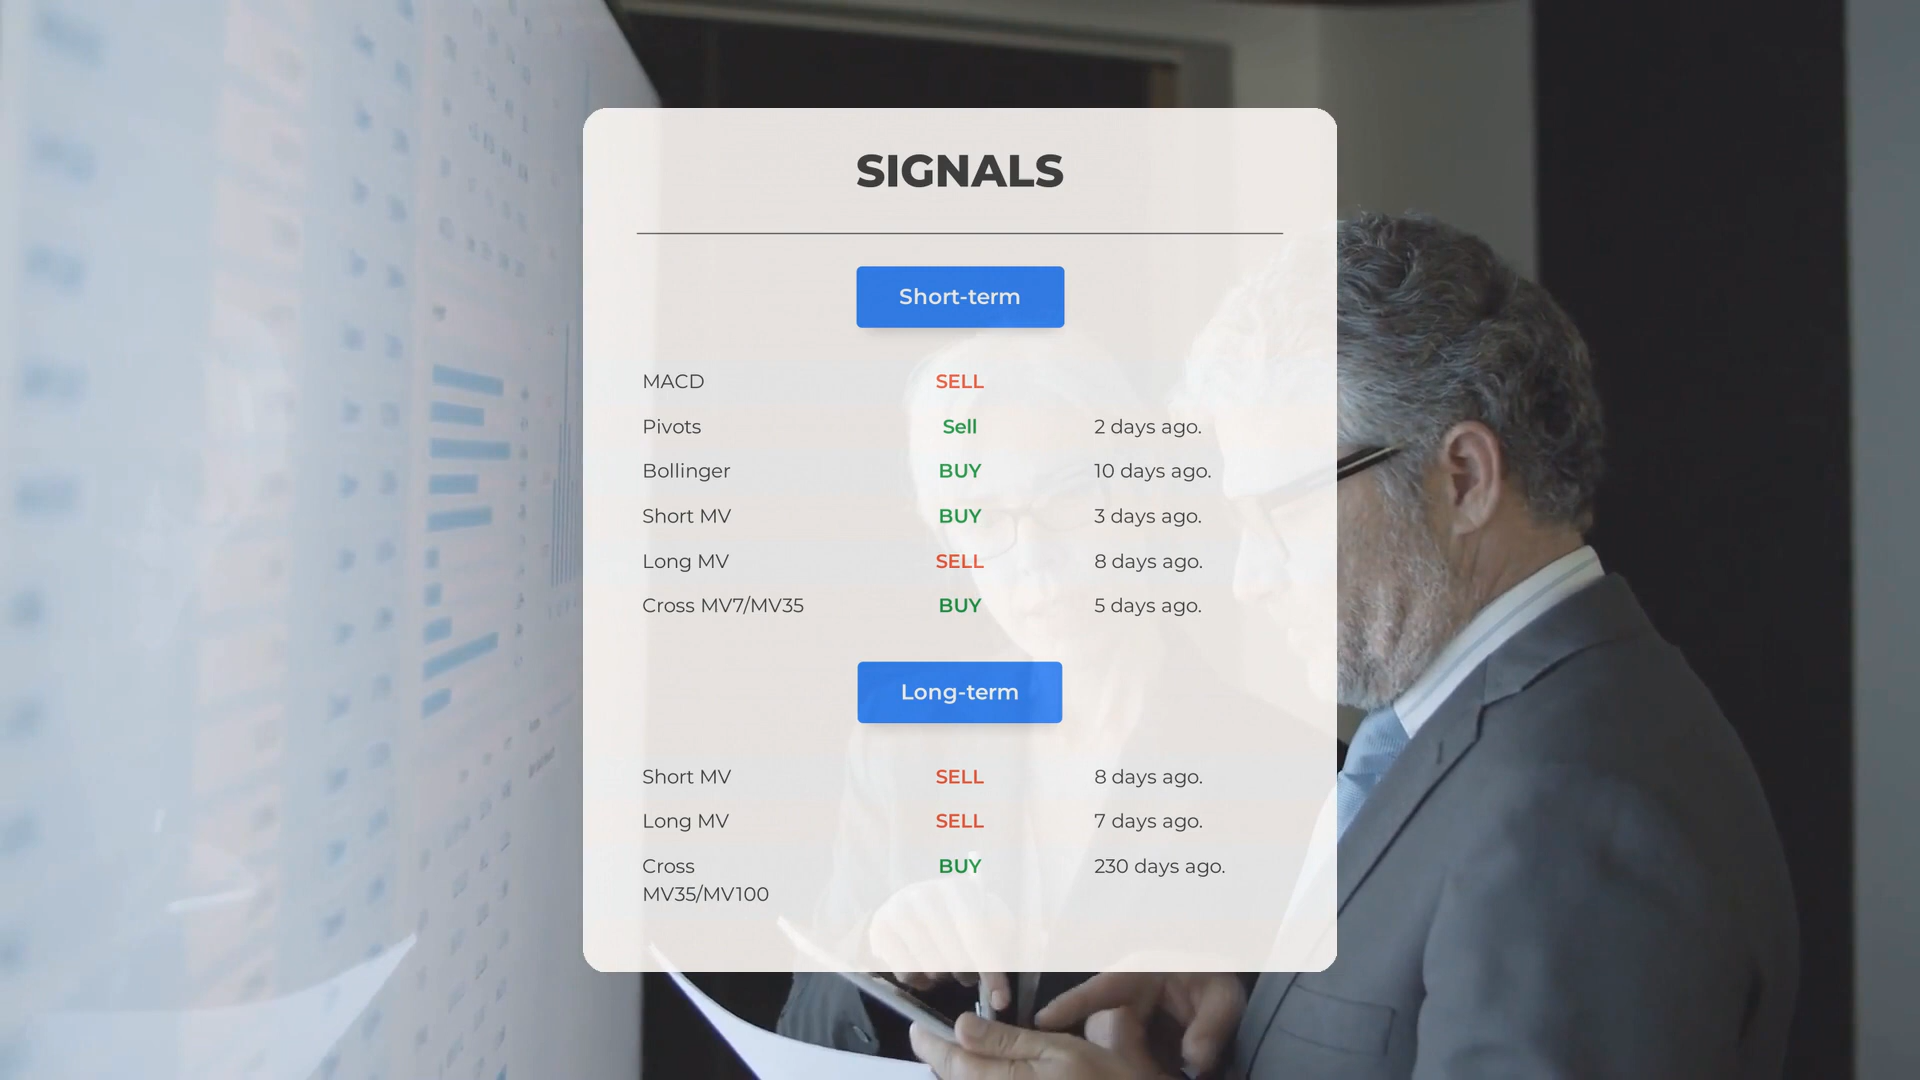 SIGNALS
Short-term
MACD SELL
Pivots Sell 2 days ago.
Bollinger BUY 10 days ago.
Short MV BUY 3 days ago.
Long MV SELL 8 days ago.
Cross MV7/MV35 BUY 5 days ago.
Long-term
Short MV SELL 8 days ago.
Long MV SELL 7 days ago.
Cross BUY 230 days ago.
MV35/MV100